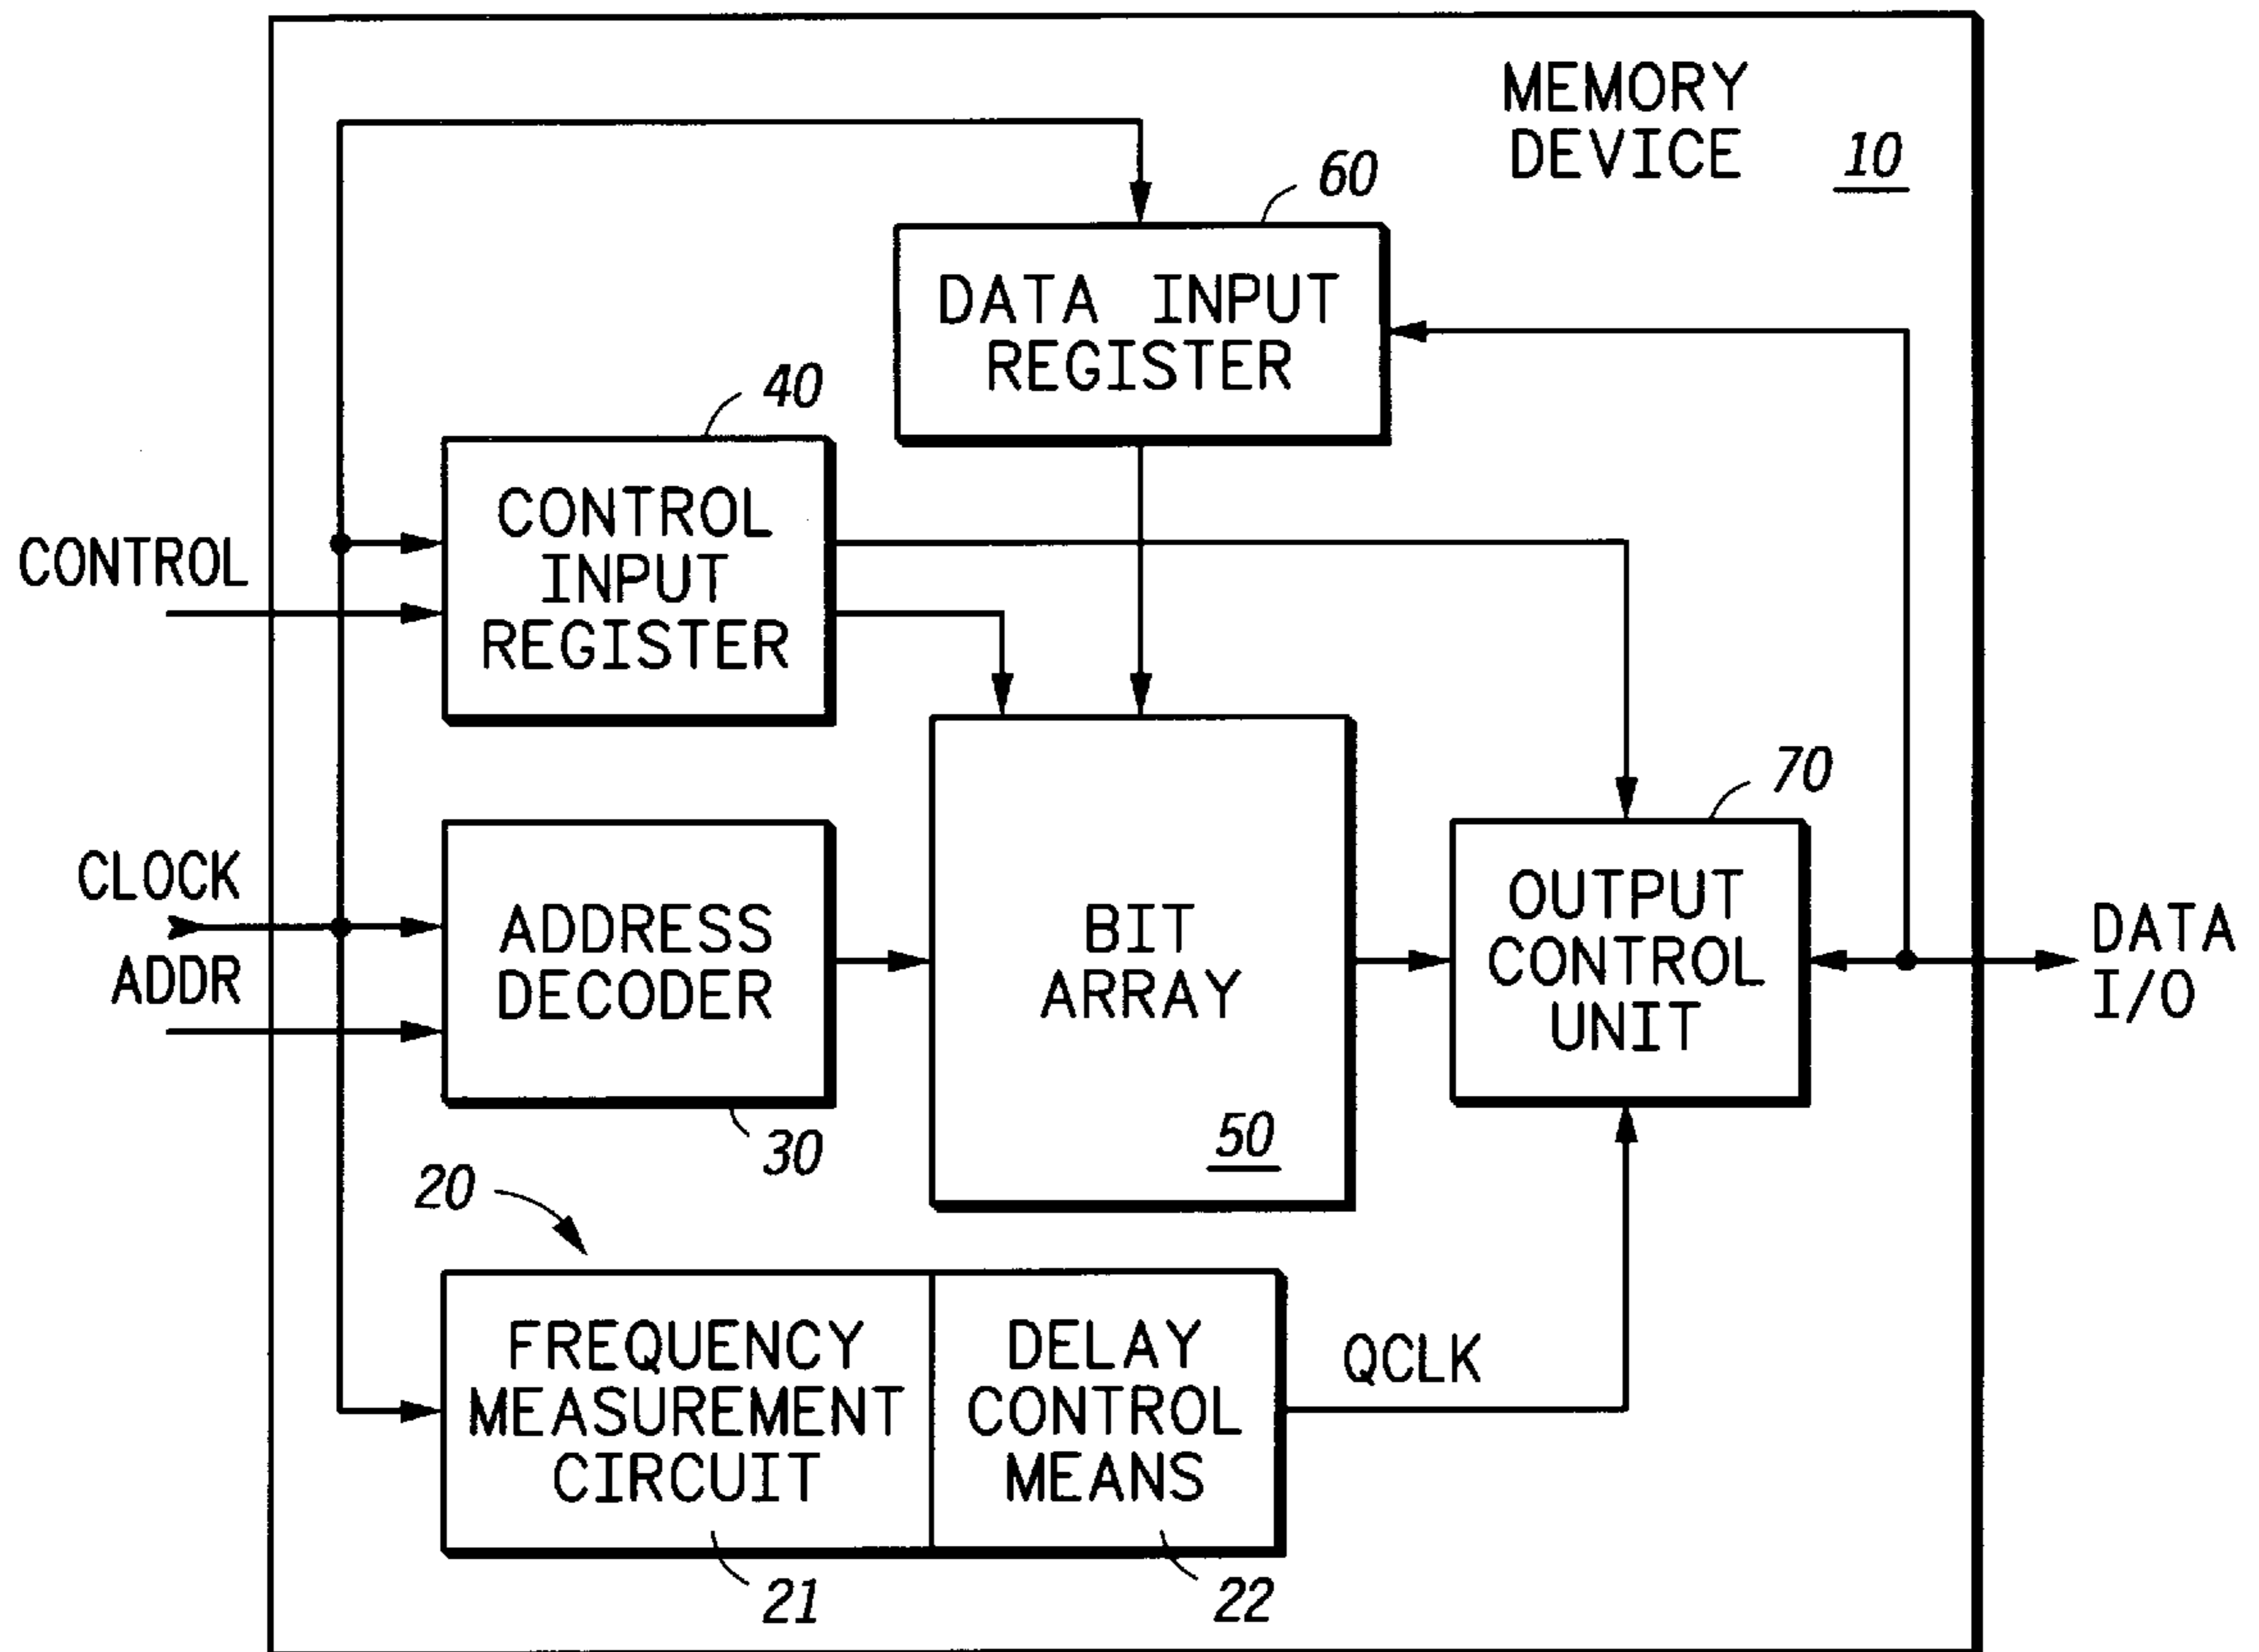 MEMORY
DEVICE
10
60
DATA INPUT
REGISTER
40
CONTROL
INPUT
REGISTER
CONTROL
70
CLOCK
ADDR
ADDRESS
DECODER
30
BIT
ARRAY
50
OUTPUT
CONTROL
UNIT
DATA
I/O
20
FREQUENCY
MEASUREMENT
CIRCUIT
21
DELAY
CONTROL
MEANS
22
QCLK